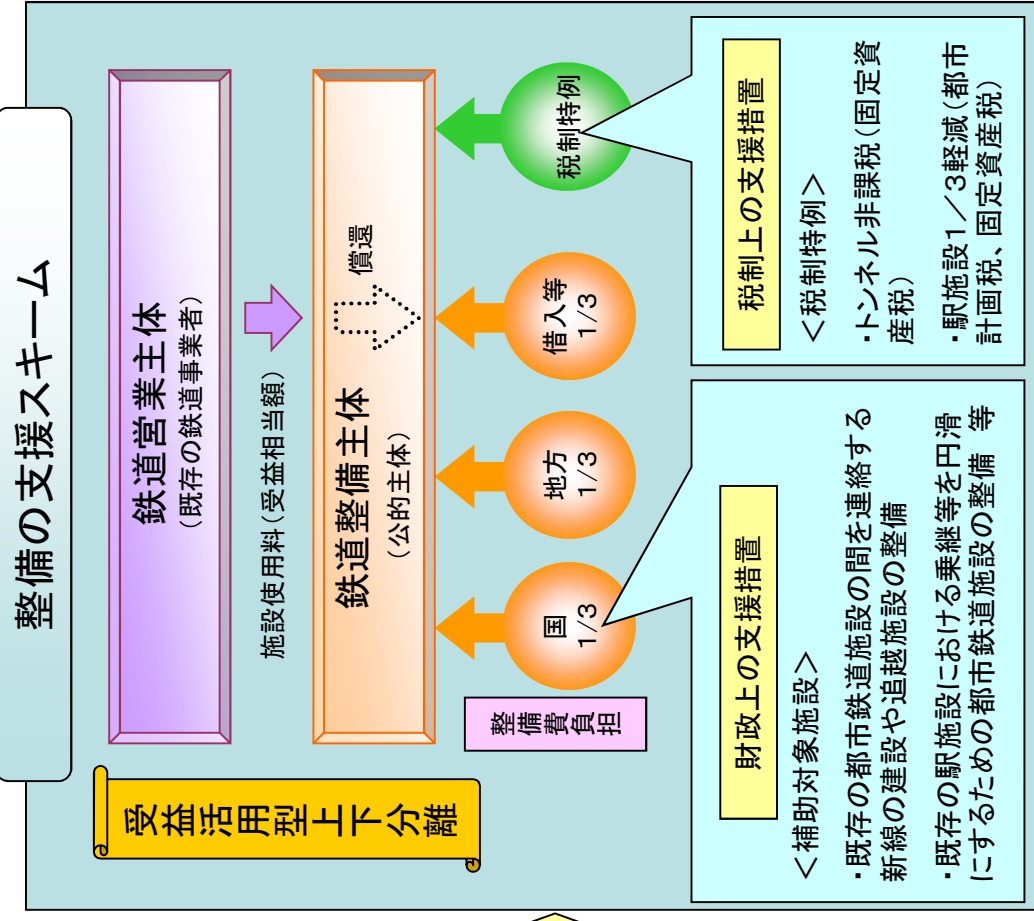 整備の支援スキーム
受益活用型上下分離
鉄道営業主体
（既存の鉄道事業者）
施設使用料（受益相当額）
鉄道整備主体
（公的主体）
償還
整備費負担
国
1/3
地方
1/3
借入等
1/3
税制特例
財政上の支援措置
＜補助対象施設＞
・既存の都市鉄道施設の間を連絡する
新線の建設や追越施設の整備
・既存の駅施設における乗継等を円滑
にするための都市鉄道施設の整備　等
税制上の支援措置
＜税制特例＞
・トンネル非課税（固定資
産税）
・駅施設１／３軽減（都市
計画税、固定資産税）